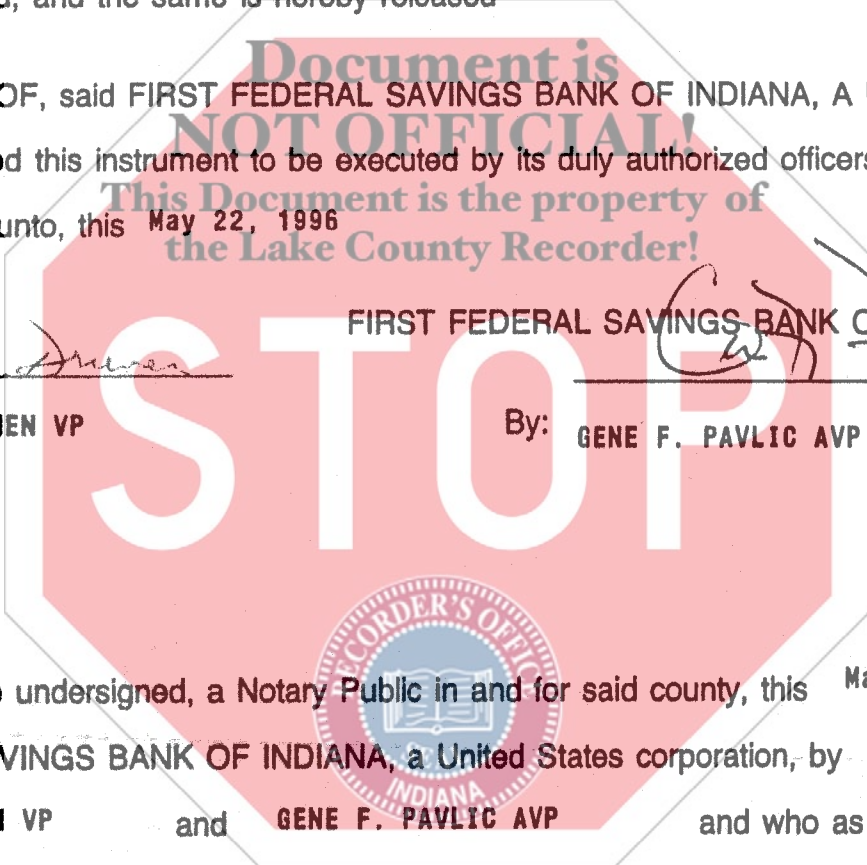 and the same is hereby released
Document is
OF, said FIRST FEDERAL SAVINGS BANK OF INDIANA, A
NOT OFFICIAL!
d this instrument to be executed by its duly authorized officers
This Document is the property of
unto, this May 22, 1996
the Lake County Recorder!
FIRST FEDERAL SAVINGS BANK O
STOP
EN VP
By: GENE F. PAVLIC AVP
RECORDER'S OFFIC
undersigned, a Notary Public in and for said county, this Ma
VINGS BANK OF INDIANA, a United States corporation, by
INDIANA
VP and GENE F. PAVLIC AVP and who as